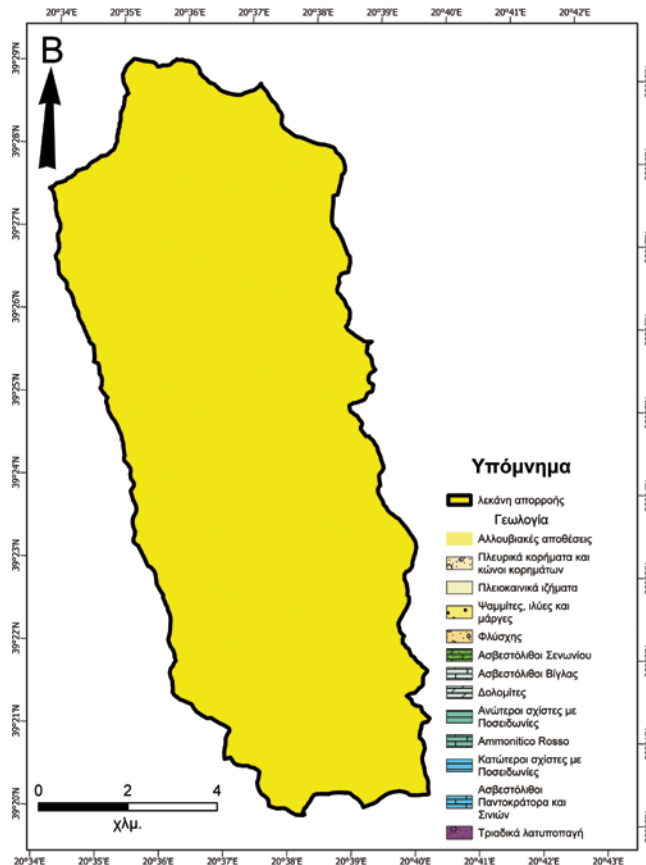 20°34'E 20°35'E 20°36'E 20°37'E 20°38'E 20°39'E 20°40'E 20°41'E 20°42'E
B
39°29'N
39°28'N
39°27'N
39°26'N
39°25'N
39°24'N
39°23'N
39°22'N
39°21'N
39°20'N
Υπόμνημα
λεκάνη απορροής
Γεωλογία
Αλλουβιακές αποθέσεις
Πλευρικά κορήματα και
κώνοι κορημάτων
Πλειοκαινικά ιζήματα
Ψαμμίτες, ιλύες και
μάργες
Φλύσχης
Ασβεστόλιθοι Σενωνίου
Ασβεστόλιθοι Βίγλας
Δολομίτες
Ανώτεροι σχίστες με
Ποσειδωνίες
Ammonitico Rosso
Κατώτεροι σχίστες με
Ποσειδωνίες
Ασβεστόλιθοι
Παντοκράτορα και
Σινιών
Τριαδικά λατυποπαγή
0 2 4
χλμ.
20°34'E 20°35'E 20°36'E 20°37'E 20°38'E 20°39'E 20°40'E 20°41'E 20°42'E